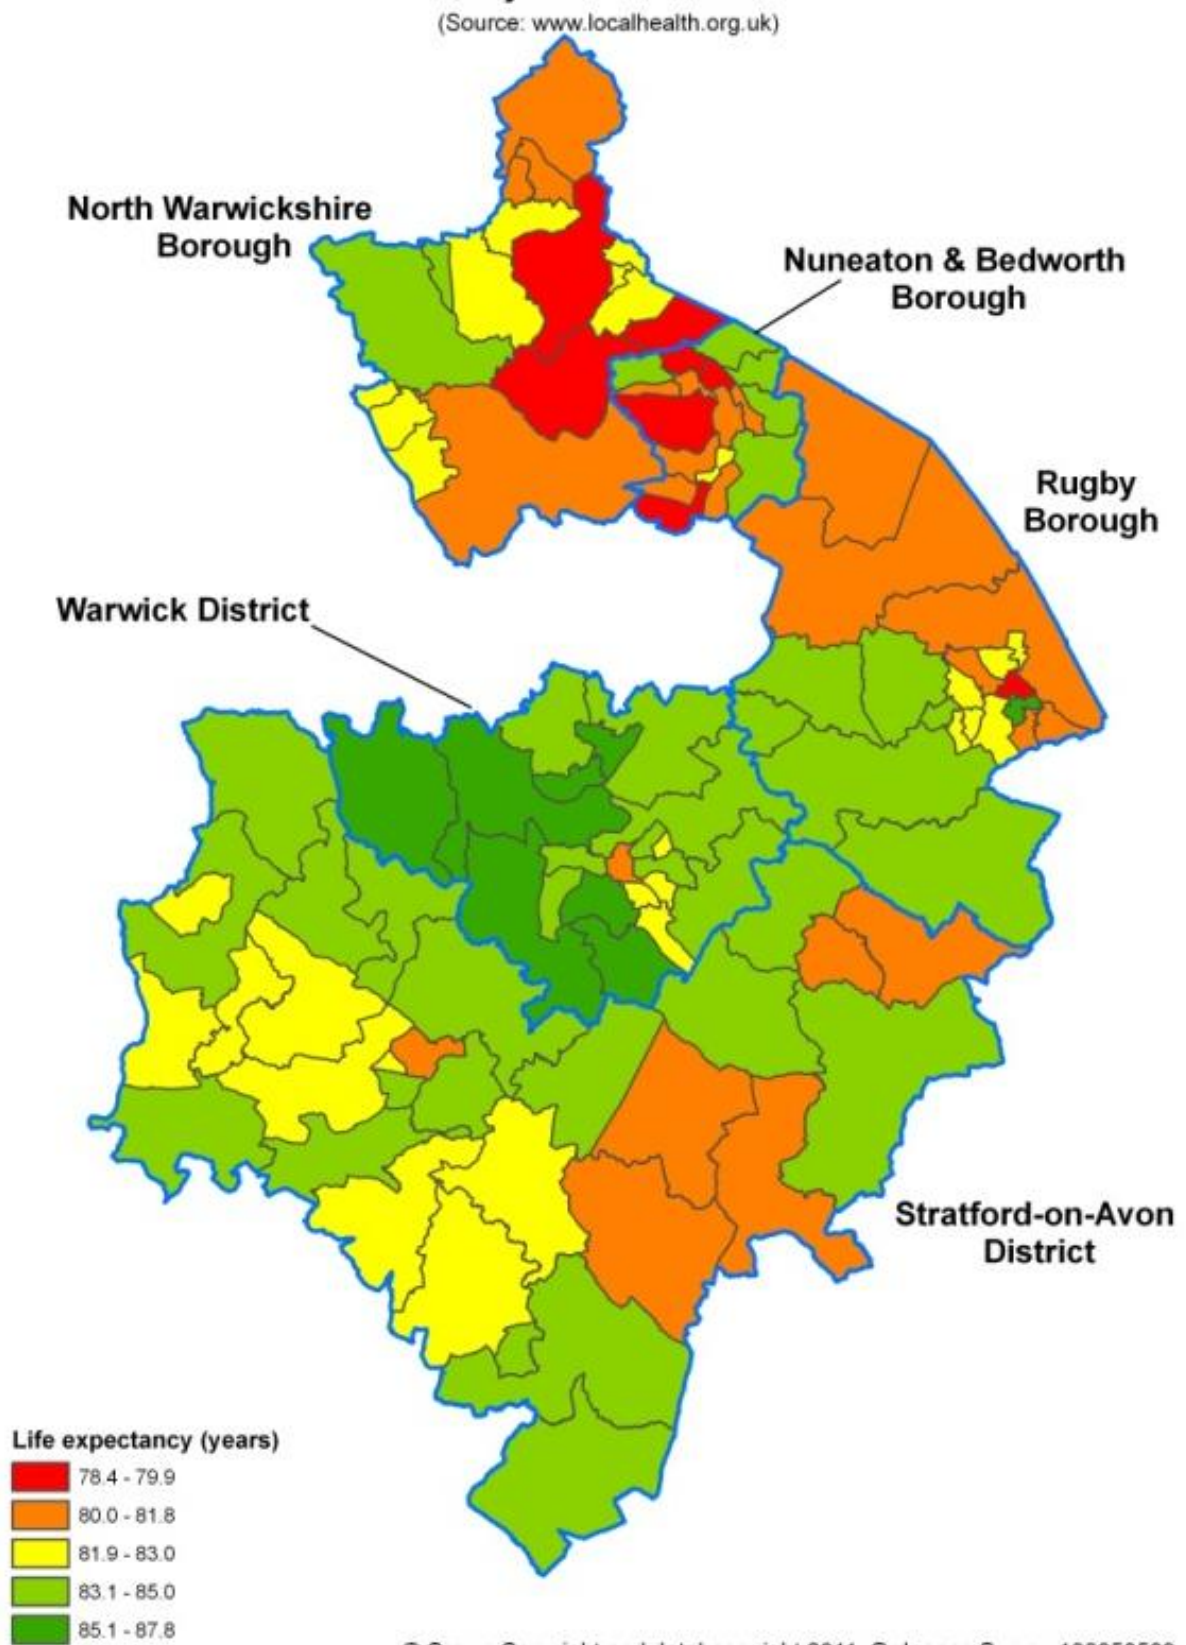 (Source: www.localhealth.org.uk)
North Warwickshire
Borough
Nuneaton & Bedworth
Borough
Rugby
Borough
Warwick District
Stratford-on-Avon
District
Life expectancy (years)
78.4 - 79.9
80.0 - 81.8
81.9 - 83.0
83.1 - 85.0
85.1 - 87.8